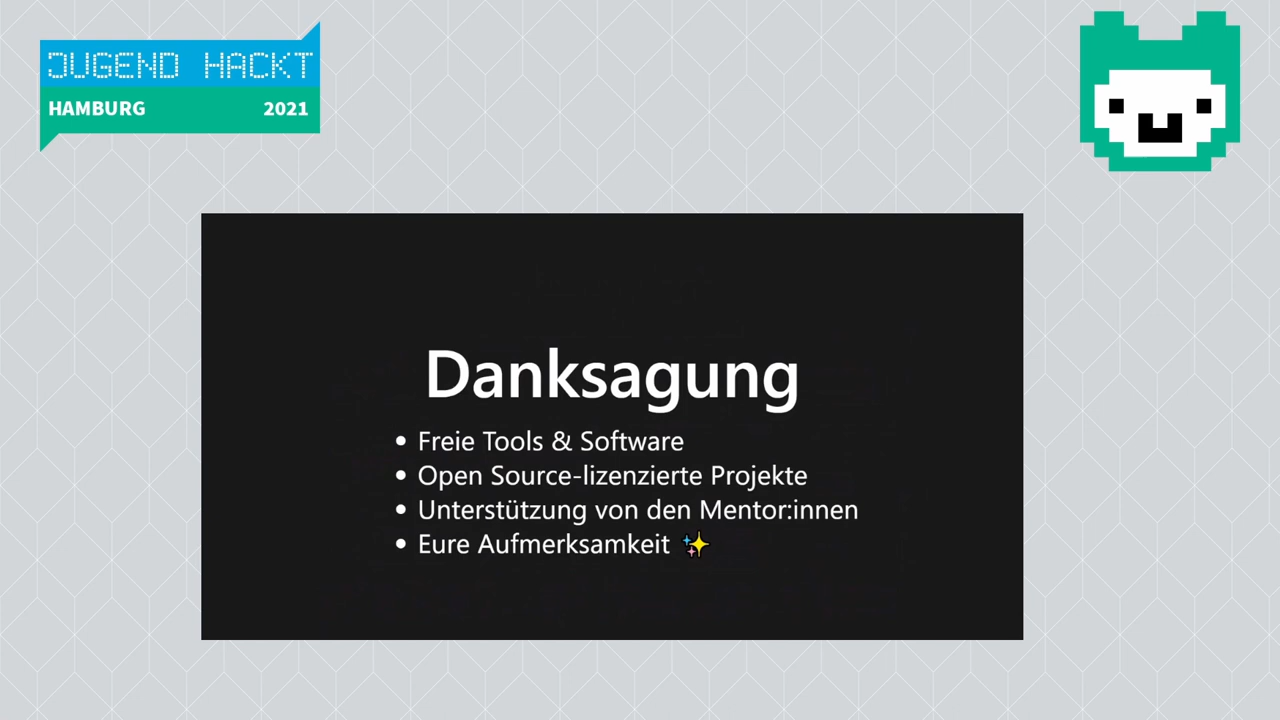 JUGEND HACKT
HAMBURG 2021
Danksagung
• Freie Tools & Software
• Open Source-lizenzierte Projekte
• Unterstützung von den Mentor:innen
• Eure Aufmerksamkeit ✨